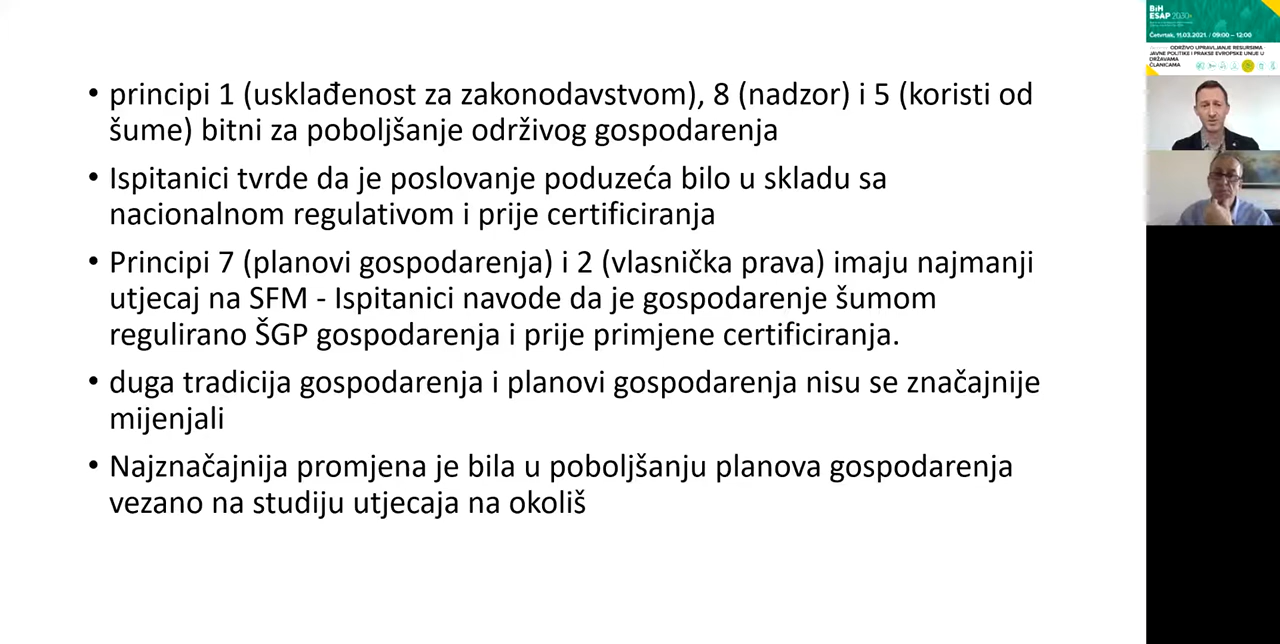 • principi 1 (usklađenost za zakonodavstvom), 8 (nadzor) i 5 (koristi od
šume) bitni za poboljšanje održivog gospodarenja
• Ispitanici tvrde da je poslovanje poduzeća bilo u skladu sa
nacionalnom regulativom i prije certificiranja
• Principi 7 (planovi gospodarenja) i 2 (vlasnička prava) imaju najmanji
utjecaj na SFM - Ispitanici navode da je gospodarenje šumom
regulirano ŠGP gospodarenja i prije primjene certificiranja.
• duga tradicija gospodarenja i planovi gospodarenja nisu se značajnije
mijenjali
• Najznačajnija promjena je bila u poboljšanju planova gospodarenja
vezano na studiju utjecaja na okoliš
BiH
ESAP 2030+
Četvrtak, 11.03.2021. / 09:00 – 12:00
ODRŽIVO UPRAVLJANJE RESURSIMA -
JAVNE POLITIKE I PRAKSE EVROPSKE UNIJE U
DRŽAVAMA
ČLANICAMA